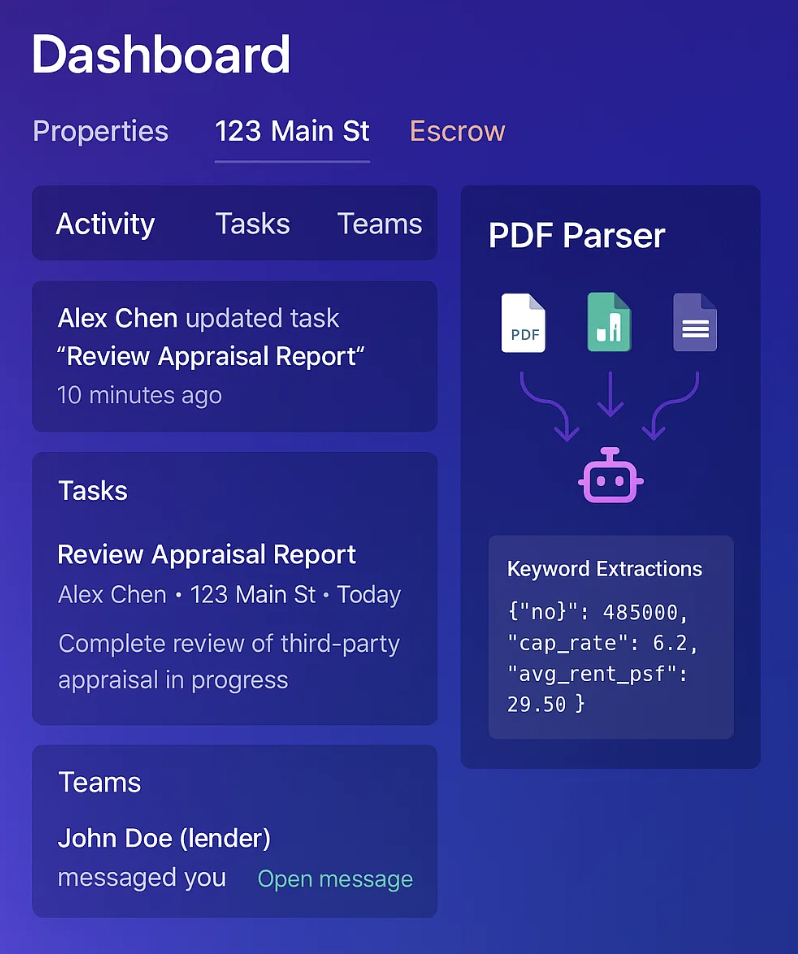 Dashboard
Properties 123 Main St Escrow
Activity Tasks Teams
Alex Chen updated task
“Review Appraisal Report“
10 minutes ago
Tasks
Review Appraisal Report
Alex Chen • 123 Main St • Today
Complete review of third-party
appraisal in progress
Teams
John Doe (lender)
messaged you Open message
PDF Parser
PDF
Keyword Extractions
{"no}": 485000,
"cap_rate": 6.2,
"avg_rent_psf":
29.50 }